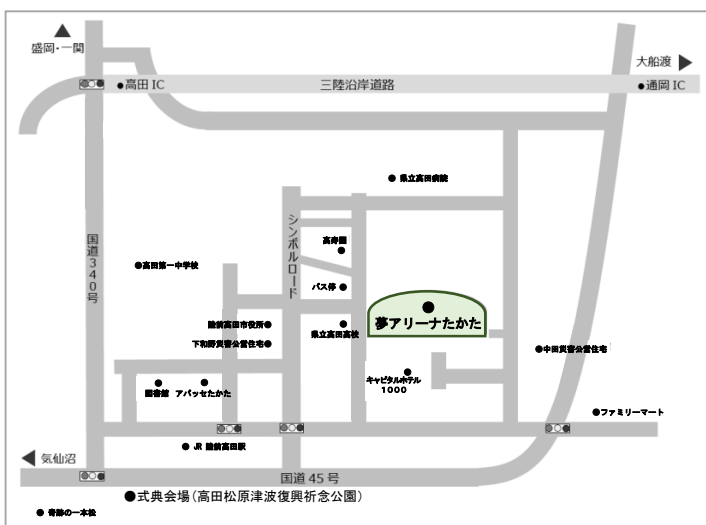 盛岡・一関
大船渡
●高田 IC
三陸沿岸道路
●通岡 IC
● 県立高田病院
国道340号
シンボルロード
高寿園
●高田第一中学校
バス停
陸前高田市役所
県立高田高校
夢アリーナたかた
下和野災害公営住宅
●中田災害公営住宅
キャピタルホテル
1000
図書館
アバッセたかた
●ファミリーマート
● JR 陸前高田駅
気仙沼
国道 45 号
●式典会場（高田松原津波復興祈念公園）
● 奇跡の一本松